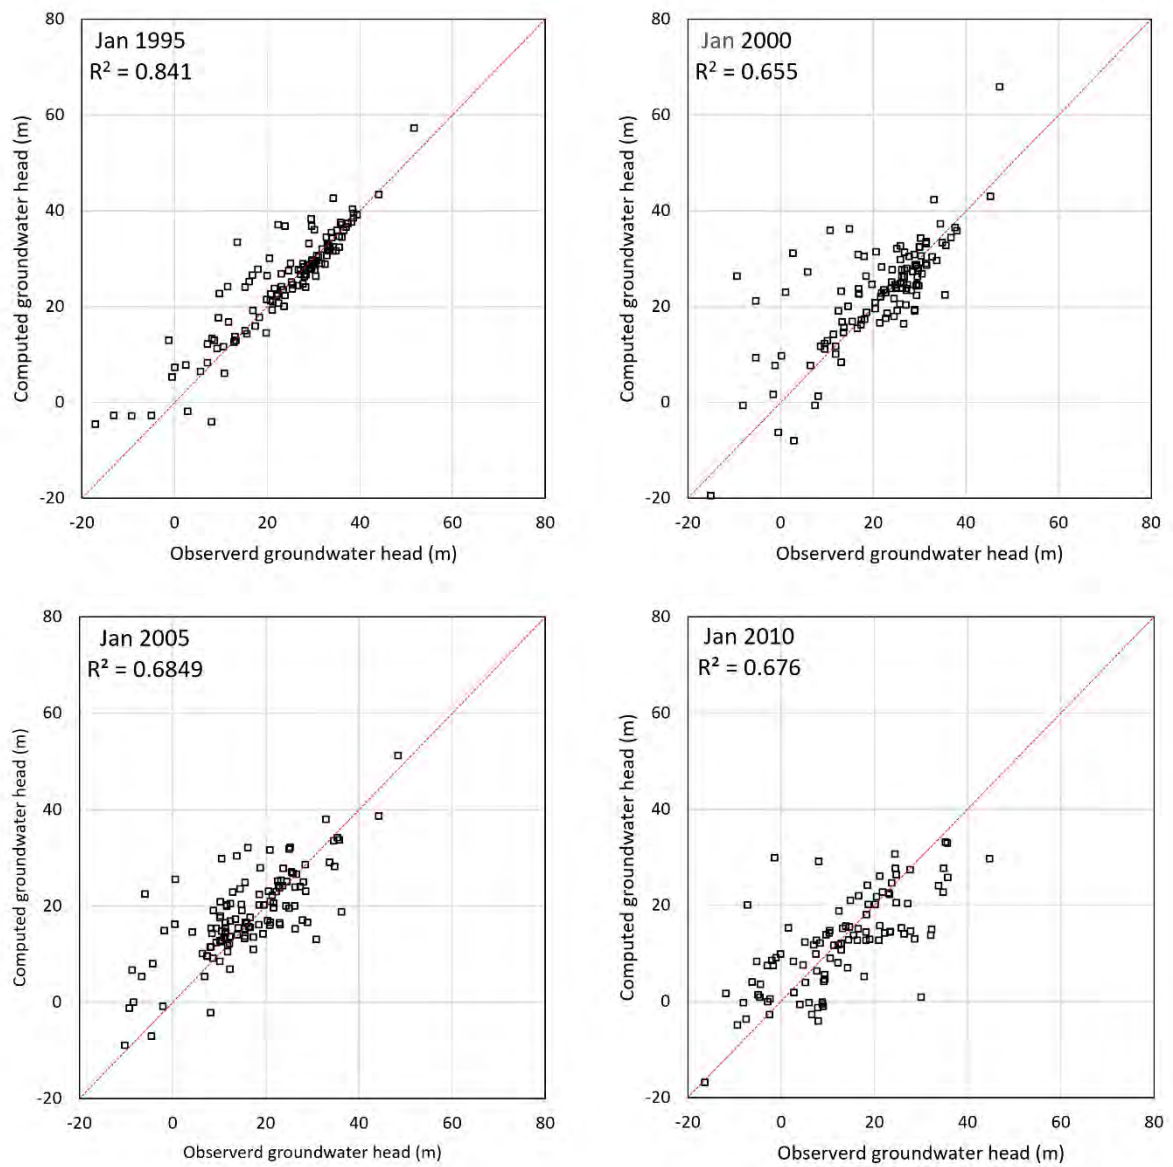 80
60
40
20
0
-20
-20 0 20 40 60 80
Computed groundwater head (m)
Observerd groundwater head (m)
Jan 1995
R² = 0.841
80
60
40
20
0
-20
-20 0 20 40 60 80
Computed groundwater head (m)
Observerd groundwater head (m)
Jan 2000
R² = 0.655
80
60
40
20
0
-20
-20 0 20 40 60 80
Computed groundwater head (m)
Observerd groundwater head (m)
Jan 2005
R² = 0.6849
80
60
40
20
0
-20
-20 0 20 40 60 80
Computed groundwater head (m)
Observerd groundwater head (m)
Jan 2010
R² = 0.676